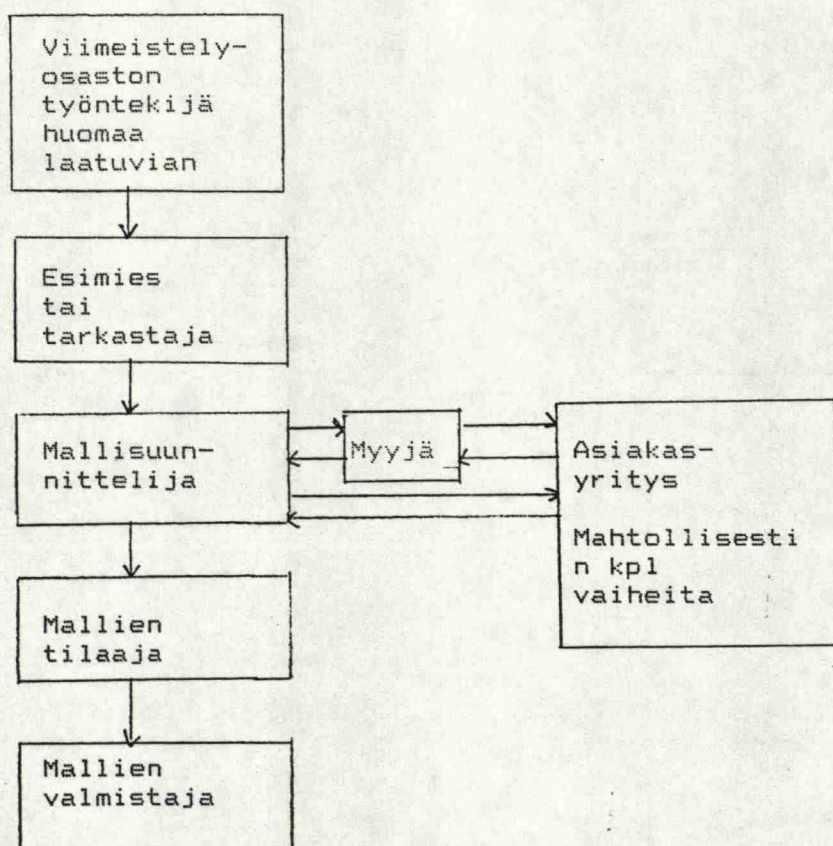 Viimeistely-
osaston
työntekijä
huomaa
laatuvian
Esimies
tai
tarkastaja
Mallisuun-
nittelija
Myyjä
Asiakas-
yritys
Mahtollisesti
n kpl
vaiheita
Mallien
tilaaja
Mallien
valmistaja